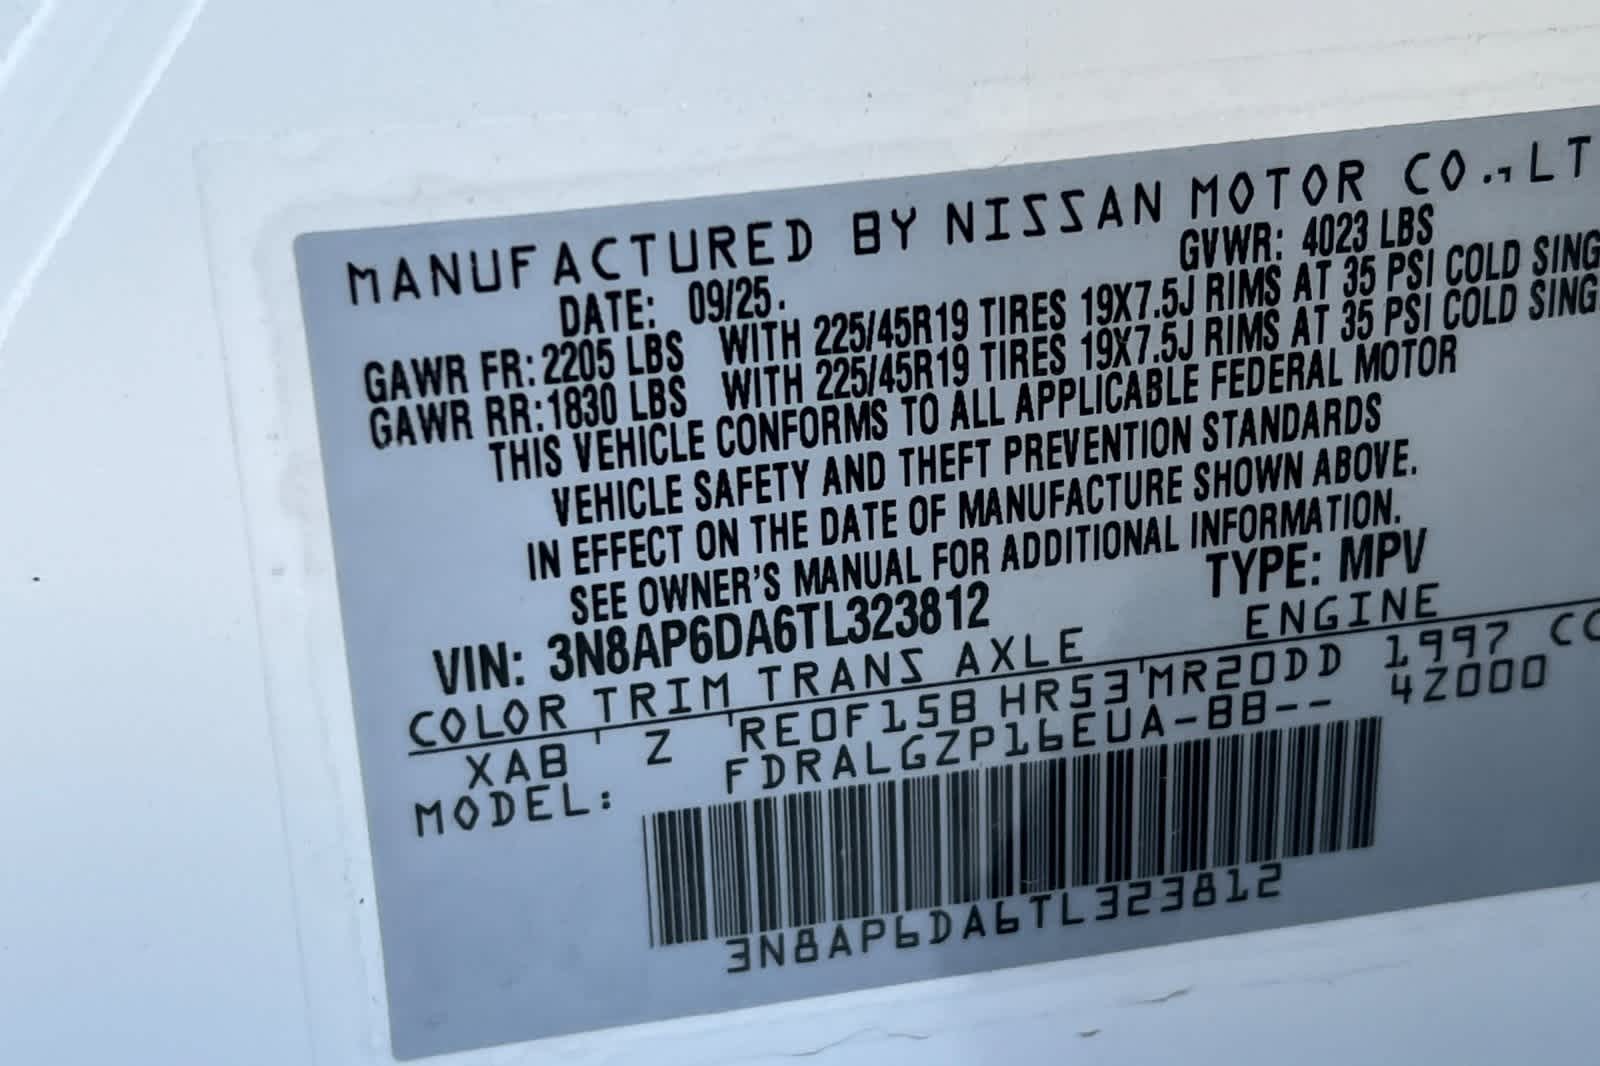 MANUFACTURED BY NISSAN MOTOR CO., LT
DATE: 09/25. GVWR: 4023 LBS
GAWR FR: 2205 LBS WITH 225/45R19 TIRES 19X7.5J RIMS AT 35 PSI COLD SING
GAWR RR: 1830 LBS WITH 225/45R19 TIRES 19X7.5J RIMS AT 35 PSI COLD SING
THIS VEHICLE CONFORMS TO ALL APPLICABLE FEDERAL MOTOR
VEHICLE SAFETY AND THEFT PREVENTION STANDARDS
IN EFFECT ON THE DATE OF MANUFACTURE SHOWN ABOVE.
SEE OWNER'S MANUAL FOR ADDITIONAL INFORMATION.
VIN: 3N8AP6DA6TL323812 TYPE: MPV
COLOR TRIM TRANS AXLE ENGINE
XAB Z RE0F15B HR53 MR20DD 1997 CC
MODEL: FDRALGZP16EUA-BB-- 4Z000
3N8AP6DA6TL323812